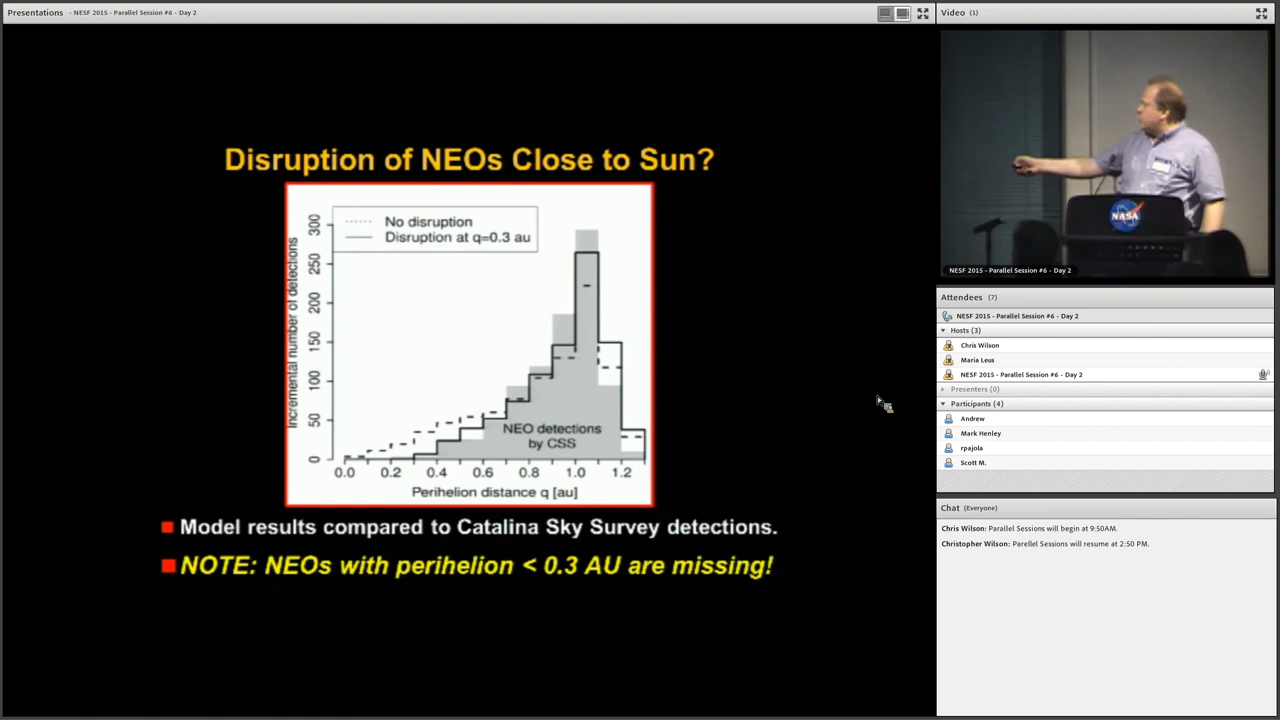 Presentations - NESF 2015 - Parallel Session #6 - Day 2
Disruption of NEOs Close to Sun?
No disruption
Disruption at q=0.3 au
Incremental number of detections
300
250
200
150
100
50
0
NEO detections
by CSS
0.0 0.2 0.4 0.6 0.8 1.0 1.2
Perihelion distance q [au]
Model results compared to Catalina Sky Survey detections.
NOTE: NEOs with perihelion < 0.3 AU are missing!
Video (1)
NASA
NESF 2015 - Parallel Session #6 - Day 2
Attendees (7)
NESF 2015 - Parallel Session #6 - Day 2
Hosts (3)
Chris Wilson
Maria Leus
NESF 2015 - Parallel Session #6 - Day 2
Presenters (0)
Participants (4)
Andrew
Mark Henley
rpajola
Scott M.
Chat (Everyone)
Chris Wilson: Parallel Sessions will begin at 9:50AM.
Christopher Wilson: Parellel Sessions will resume at 2:50 PM.